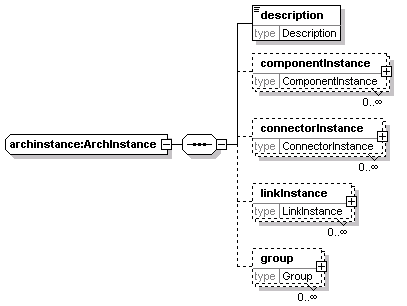 description
type Description
componentInstance
type ComponentInstance
0..∞
archinstance:ArchInstance
connectorInstance
type ConnectorInstance
0..∞
linkInstance
type LinkInstance
0..∞
group
type Group
0..∞